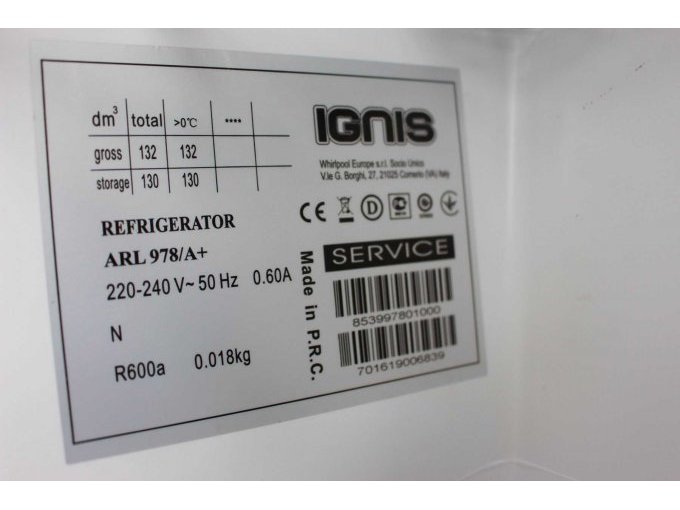 dm³ total >0℃ ****
gross 132 132
storage 130 130
IGNIS
Whirlpool Europe s.r.l. Socio Unico
V.le G. Borghi, 27, 21025 Comerio (VA) Italy
CE
D
REFRIGERATOR
ARL 978/A+
220-240 V~ 50 Hz 0.60A
N
R600a 0.018kg
Made in P.R.C.
SERVICE
853997801000
701619006839